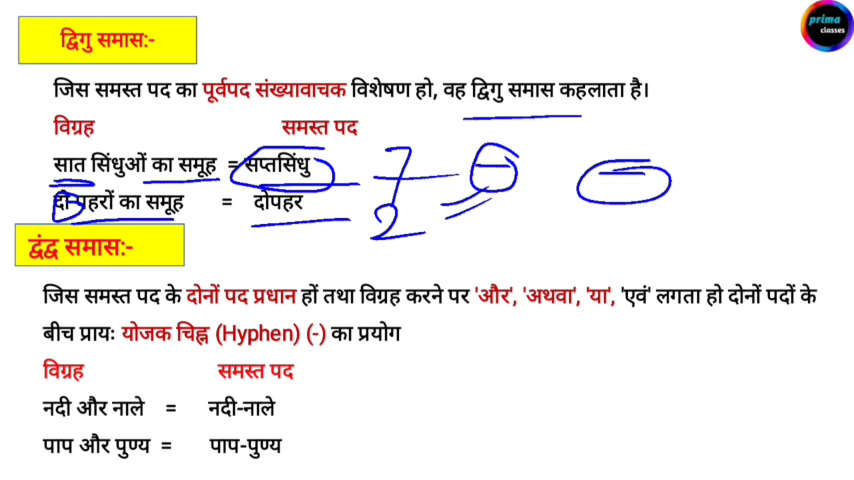 द्विगु समासः-
prima
classes
जिस समस्त पद का पूर्वपद संख्यावाचक विशेषण हो, वह द्विगु समास कहलाता है।
विग्रह समस्त पद
सात सिंधुओं का समूह = सप्तसिंधु 7
दो पहरों का समूह = दोपहर 2
द्वंद्व समासः-
जिस समस्त पद के दोनों पद प्रधान हों तथा विग्रह करने पर 'और', 'अथवा', 'या', 'एवं' लगता हो दोनों पदों के
बीच प्रायः योजक चिह्न (Hyphen) (-) का प्रयोग
विग्रह समस्त पद
नदी और नाले = नदी-नाले
पाप और पुण्य = पाप-पुण्य